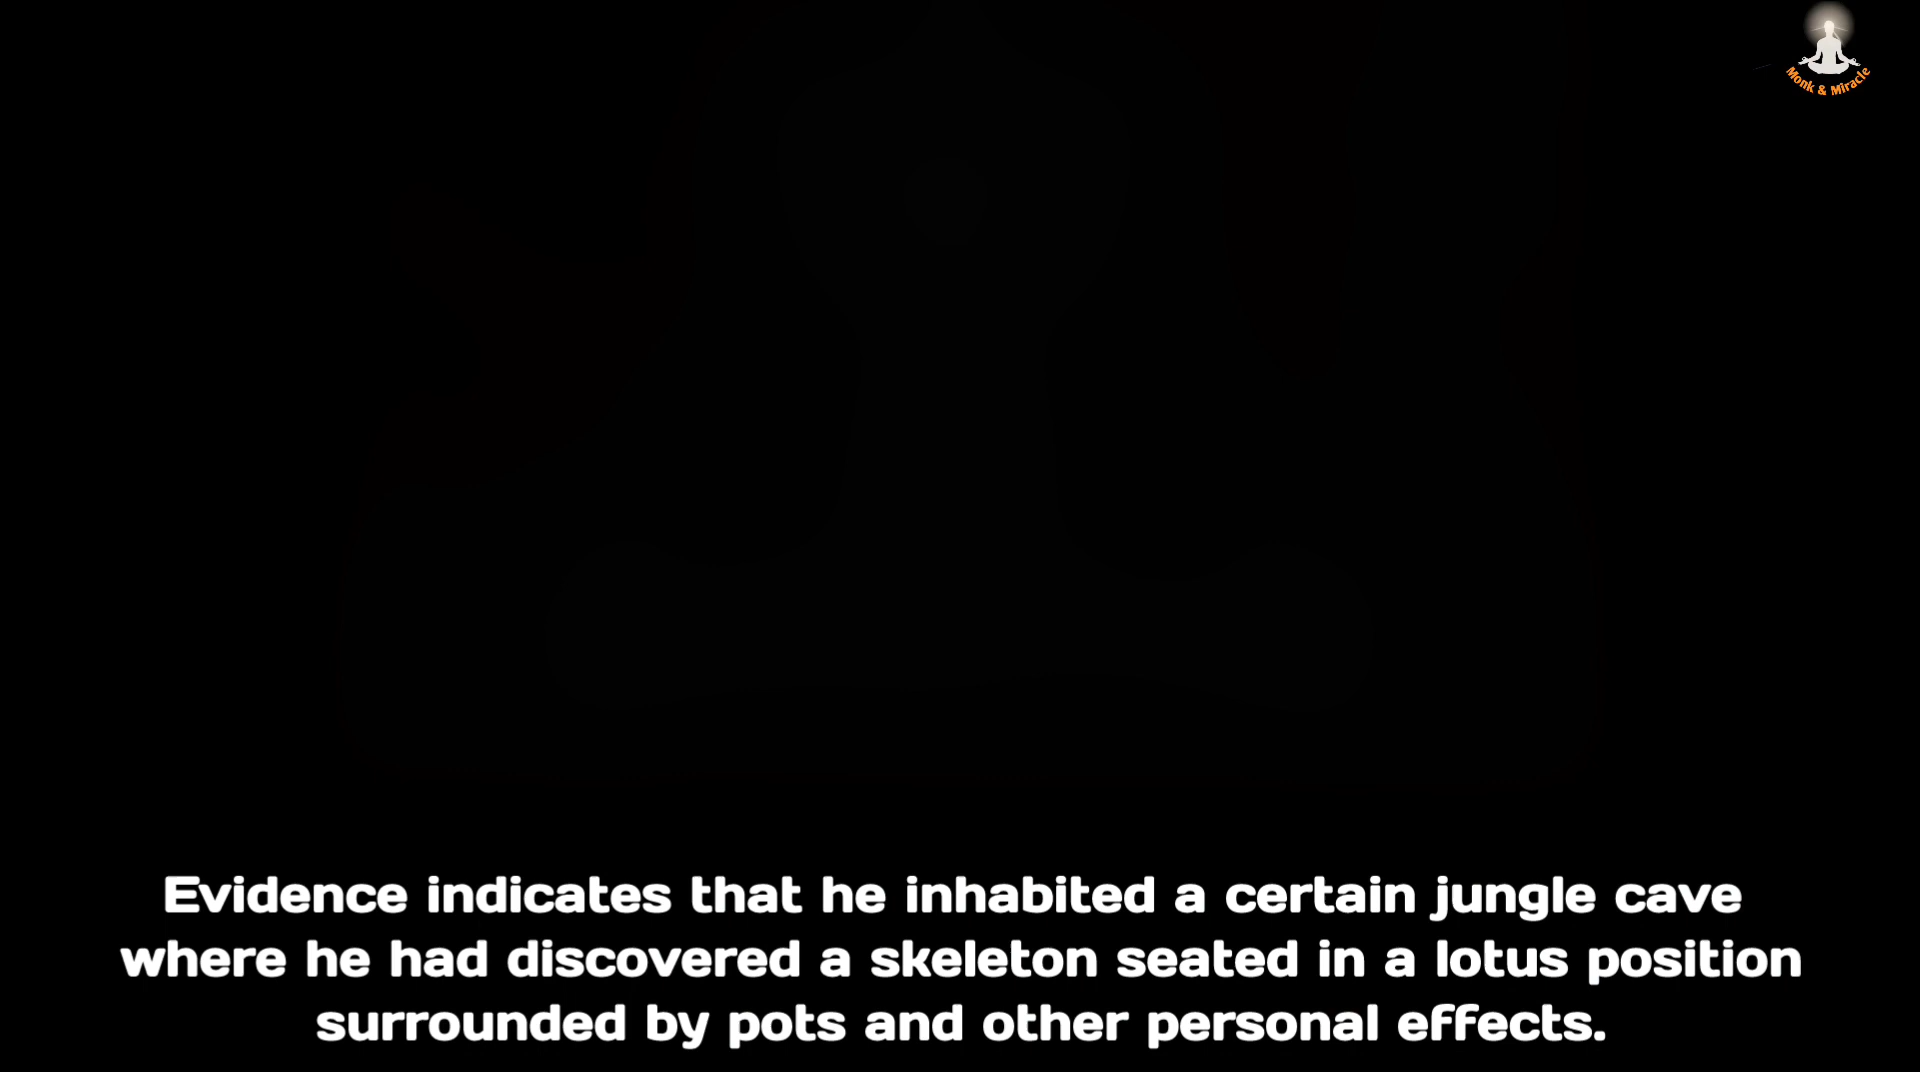 Monk & Miracle
Evidence indicates that he inhabited a certain jungle cave
where he had discovered a skeleton seated in a lotus position
surrounded by pots and other personal effects.